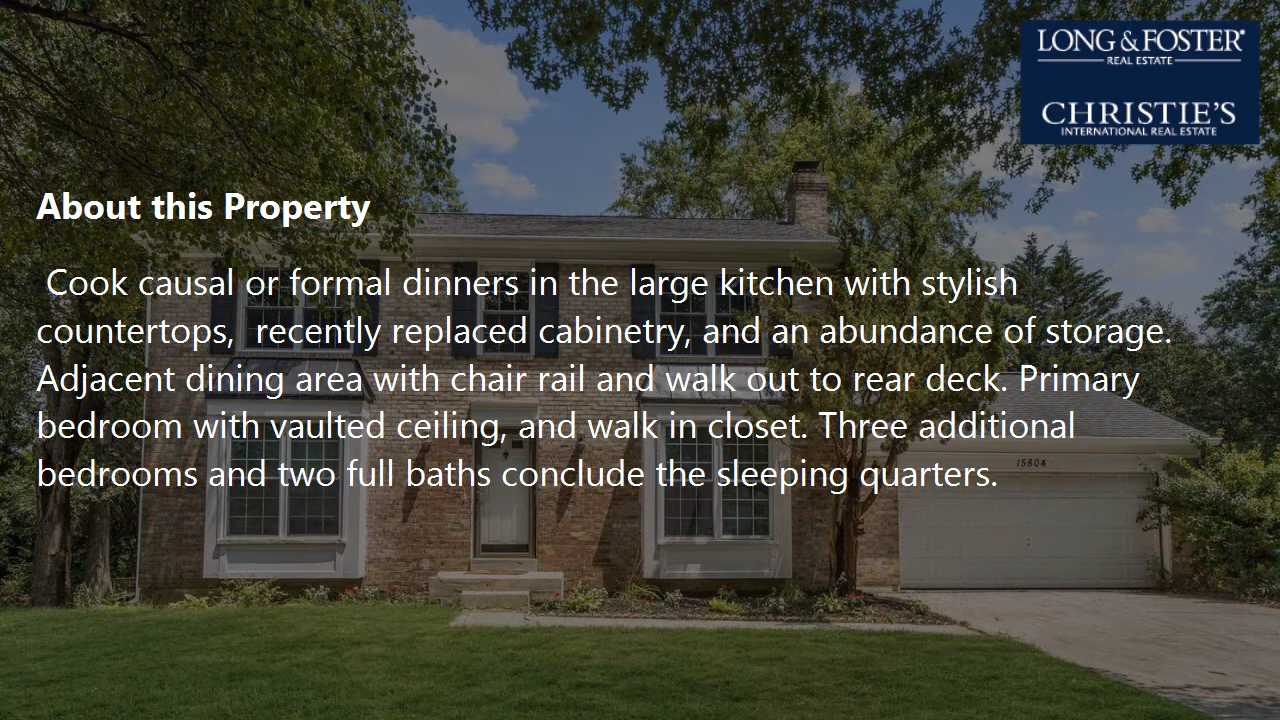 LONG & FOSTER®
REAL ESTATE
CHRISTIE'S
INTERNATIONAL REAL ESTATE
About this Property
Cook causal or formal dinners in the large kitchen with stylish
countertops,  recently replaced cabinetry, and an abundance of storage.
Adjacent dining area with chair rail and walk out to rear deck. Primary
bedroom with vaulted ceiling, and walk in closet. Three additional
bedrooms and two full baths conclude the sleeping quarters.
15804